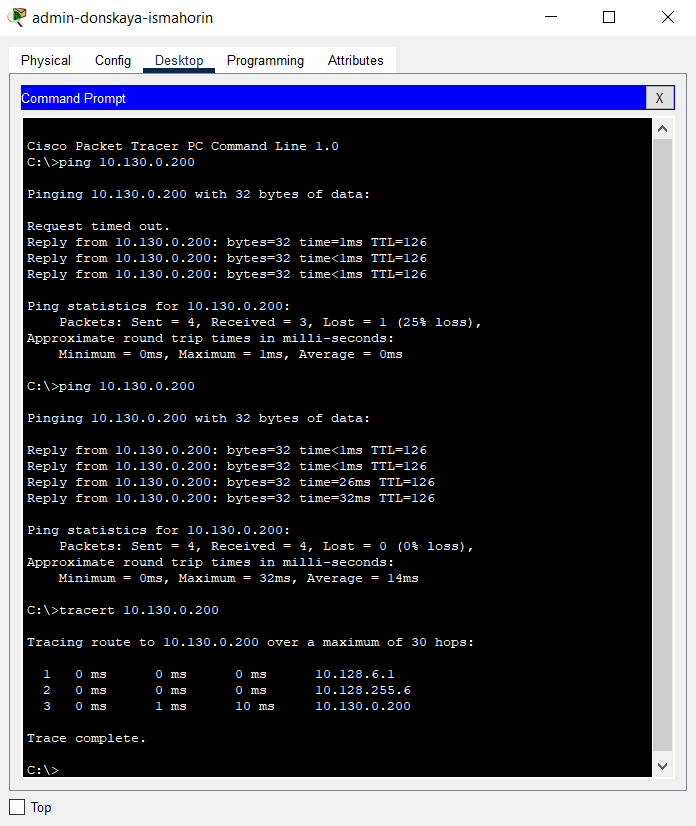 admin-donskaya-ismahorin
Physical Config Desktop Programming Attributes
Command Prompt X
Cisco Packet Tracer PC Command Line 1.0
C:\>ping 10.130.0.200
Pinging 10.130.0.200 with 32 bytes of data:
Request timed out.
Reply from 10.130.0.200: bytes=32 time=1ms TTL=126
Reply from 10.130.0.200: bytes=32 time<1ms TTL=126
Reply from 10.130.0.200: bytes=32 time<1ms TTL=126
Ping statistics for 10.130.0.200:
Packets: Sent = 4, Received = 3, Lost = 1 (25% loss),
Approximate round trip times in milli-seconds:
Minimum = 0ms, Maximum = 1ms, Average = 0ms
C:\>ping 10.130.0.200
Pinging 10.130.0.200 with 32 bytes of data:
Reply from 10.130.0.200: bytes=32 time<1ms TTL=126
Reply from 10.130.0.200: bytes=32 time<1ms TTL=126
Reply from 10.130.0.200: bytes=32 time=26ms TTL=126
Reply from 10.130.0.200: bytes=32 time=32ms TTL=126
Ping statistics for 10.130.0.200:
Packets: Sent = 4, Received = 4, Lost = 0 (0% loss),
Approximate round trip times in milli-seconds:
Minimum = 0ms, Maximum = 32ms, Average = 14ms
C:\>tracert 10.130.0.200
Tracing route to 10.130.0.200 over a maximum of 30 hops:
1 0 ms 0 ms 0 ms 10.128.6.1
2 0 ms 0 ms 0 ms 10.128.255.6
3 0 ms 1 ms 10 ms 10.130.0.200
Trace complete.
C:\>
Top